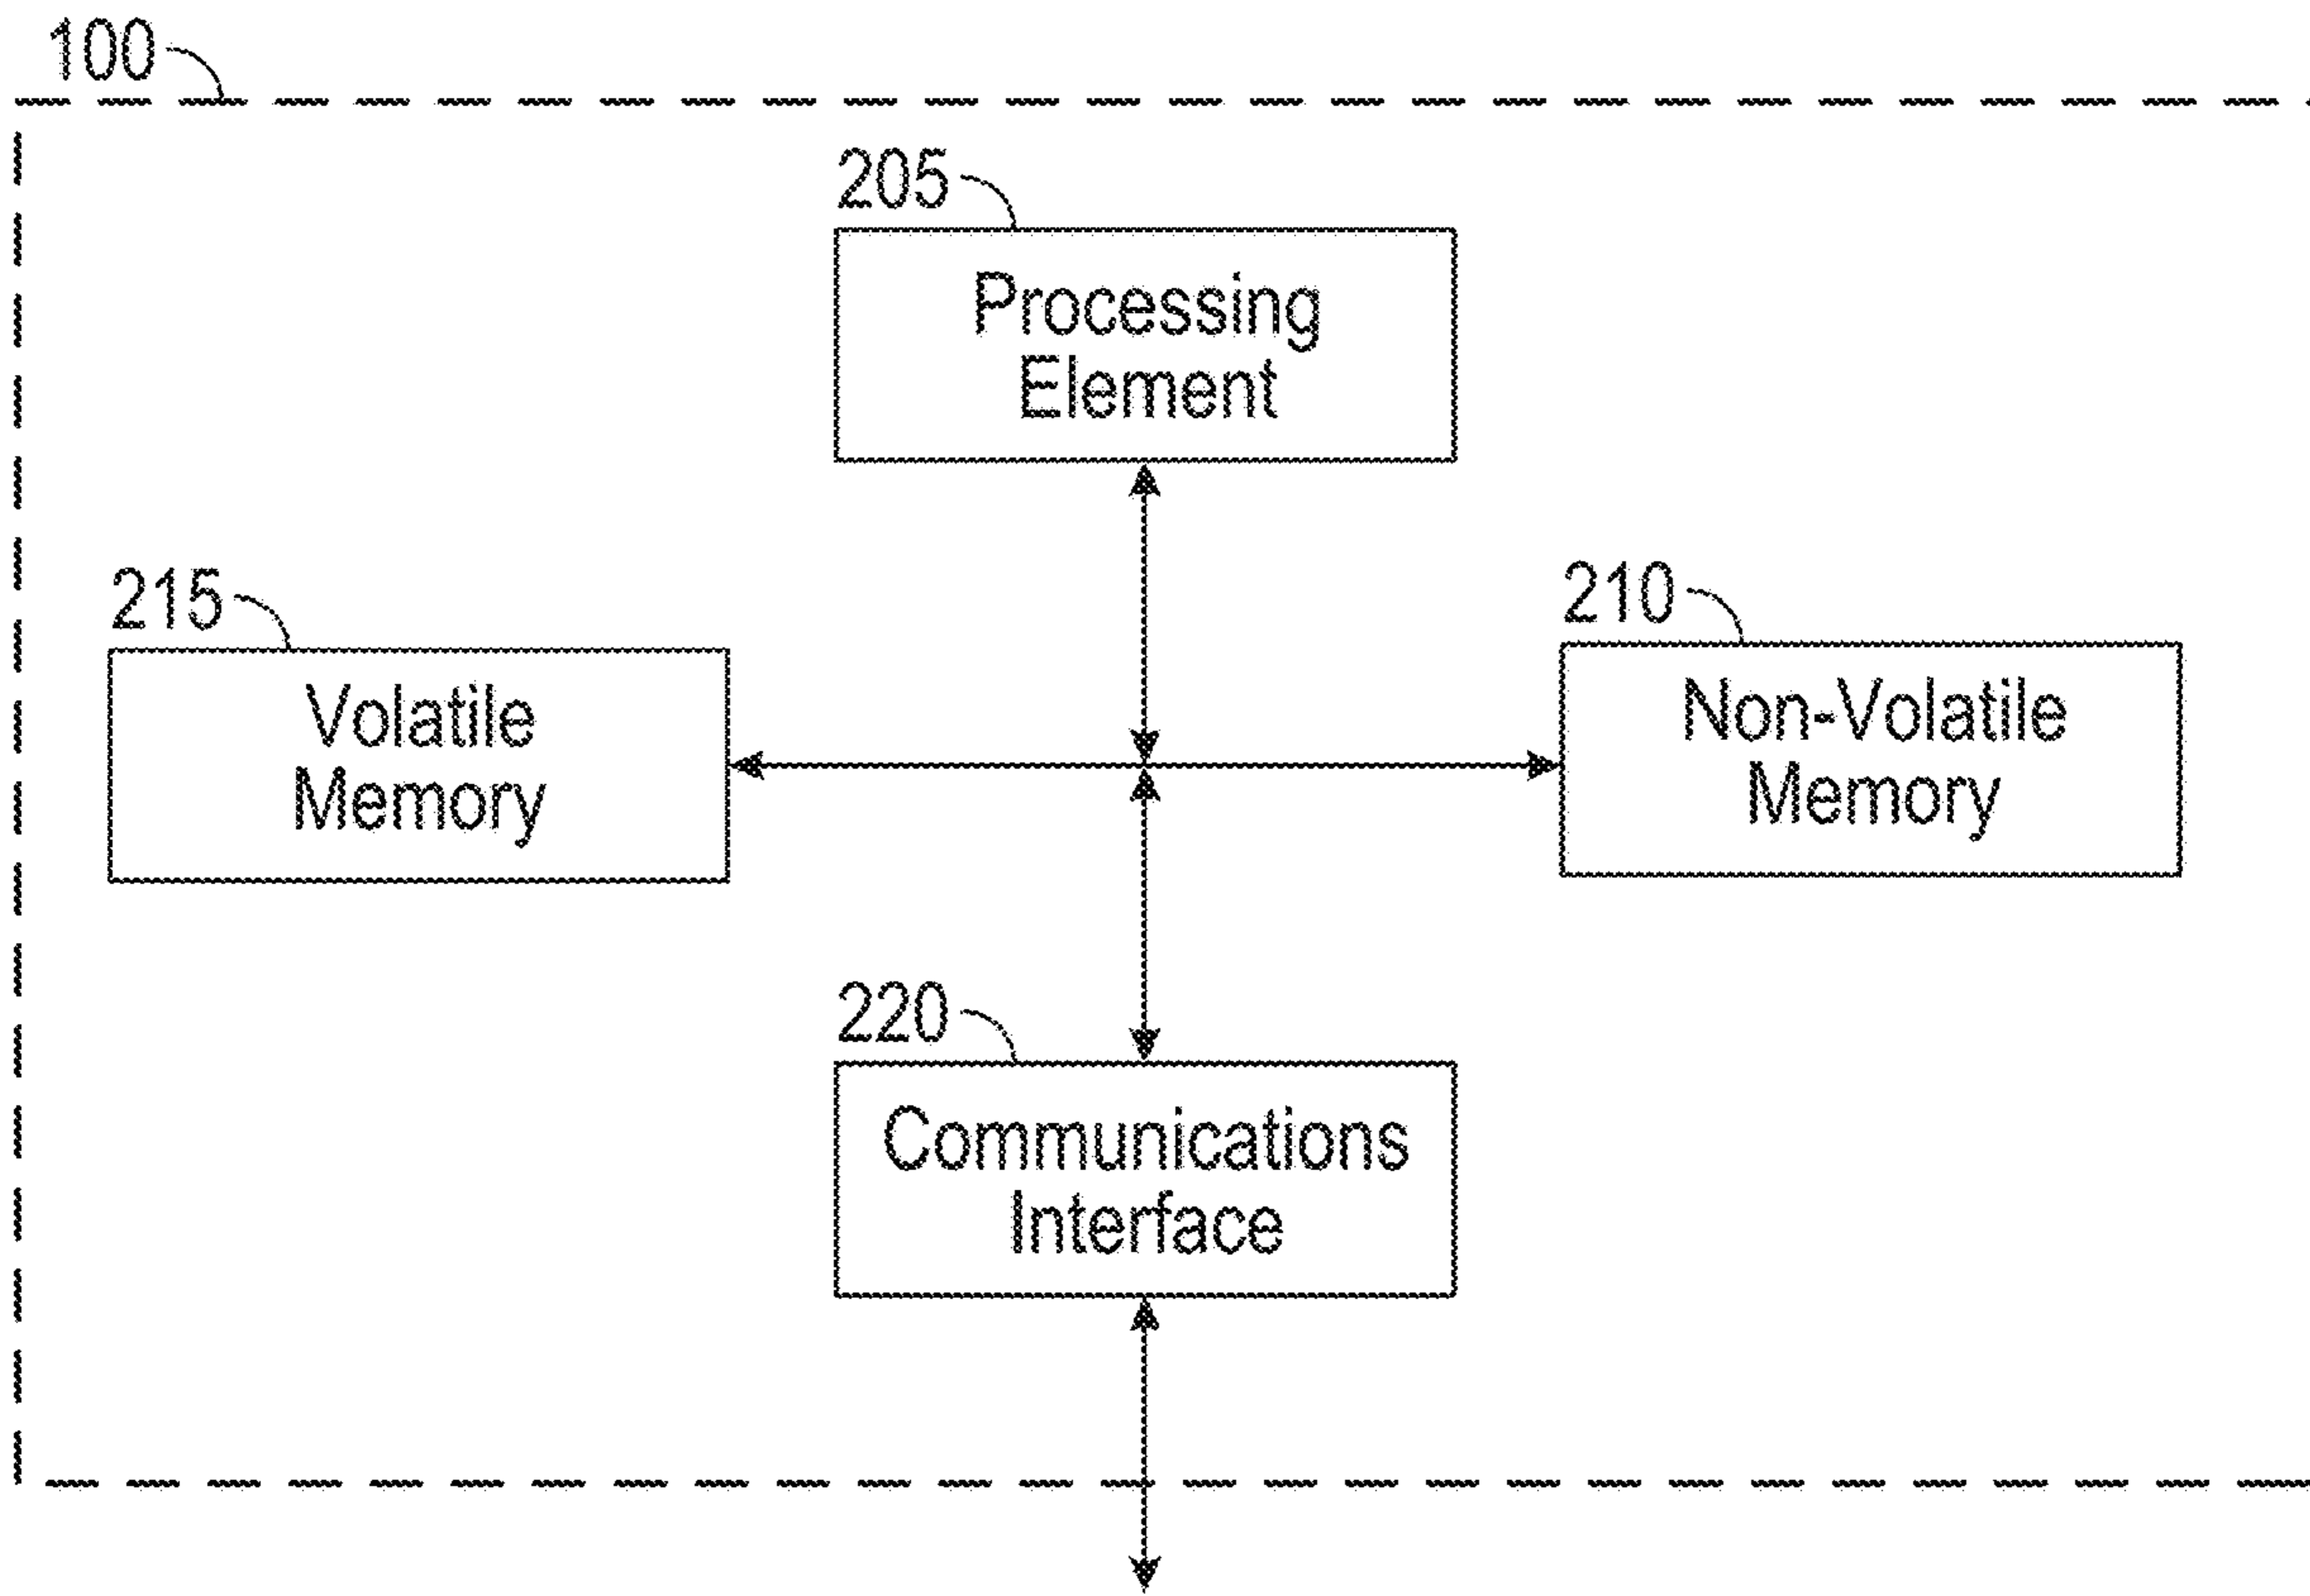 100
205
Processing
Element
215
Volatile
Memory
210
Non-Volatile
Memory
220
Communications
Interface